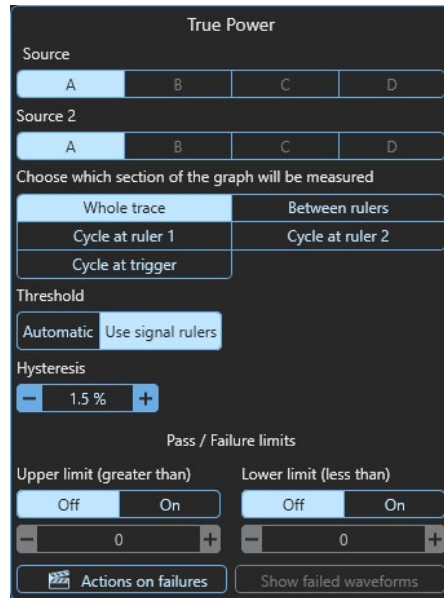 True Power
Source
A B C D
Source 2
A B C D
Choose which section of the graph will be measured
Whole trace Between rulers
Cycle at ruler 1 Cycle at ruler 2
Cycle at trigger
Threshold
Automatic Use signal rulers
Hysteresis
− 1.5 % +
Pass / Failure limits
Upper limit (greater than) Lower limit (less than)
Off On Off On
− 0 + − 0 +
Actions on failures Show failed waveforms